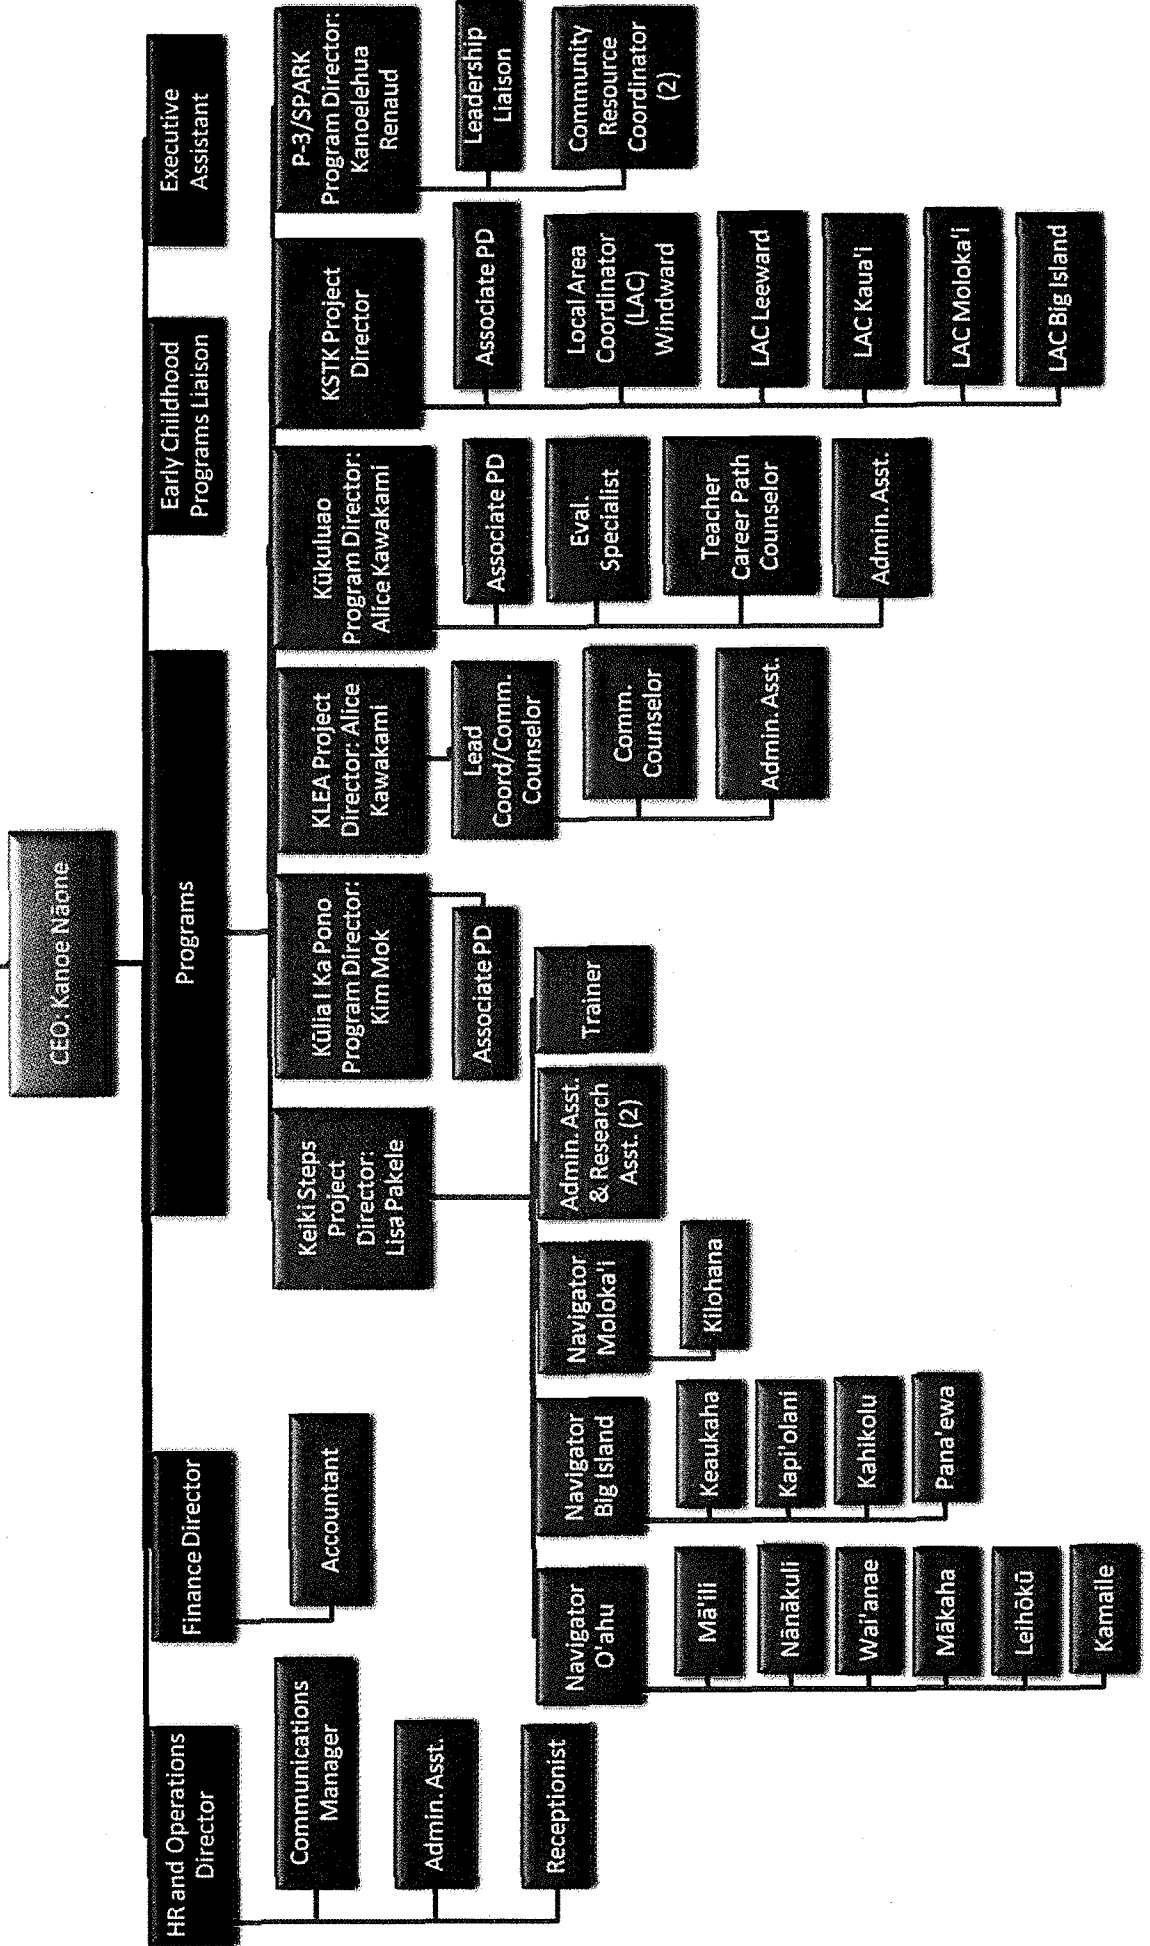 CEO: Kanoe Nāone
HR and Operations
Director
Finance Director
Programs
Early Childhood
Programs Liaison
Executive
Assistant
Communications
Manager
Admin. Asst.
Receptionist
Accountant
Keiki Steps
Project
Director:
Lisa Pakele
Kūlia I Ka Pono
Program Director:
Kim Mok
KLEA Project
Director: Alice
Kawakami
Kūkuluao
Program Director:
Alice Kawakami
KSTK Project
Director
P-3/SPARK
Program Director:
Kanoelehua
Renaud
Navigator
O'ahu
Mā'ili
Nānākuli
Wai'anae
Mākaha
Leihōkū
Kamaile
Navigator
Big Island
Keaukaha
Kapi'olani
Kahikolu
Pana'ewa
Navigator
Moloka'i
Kilohana
Admin. Asst.
& Research
Asst. (2)
Trainer
Associate PD
Lead
Coord/Comm.
Counselor
Comm.
Counselor
Admin. Asst.
Associate PD
Eval.
Specialist
Teacher
Career Path
Counselor
Admin. Asst.
Associate PD
Local Area
Coordinator
(LAC)
Windward
LAC Leeward
LAC Kaua'i
LAC Moloka'i
LAC Big Island
Leadership
Liaison
Community
Resource
Coordinator
(2)